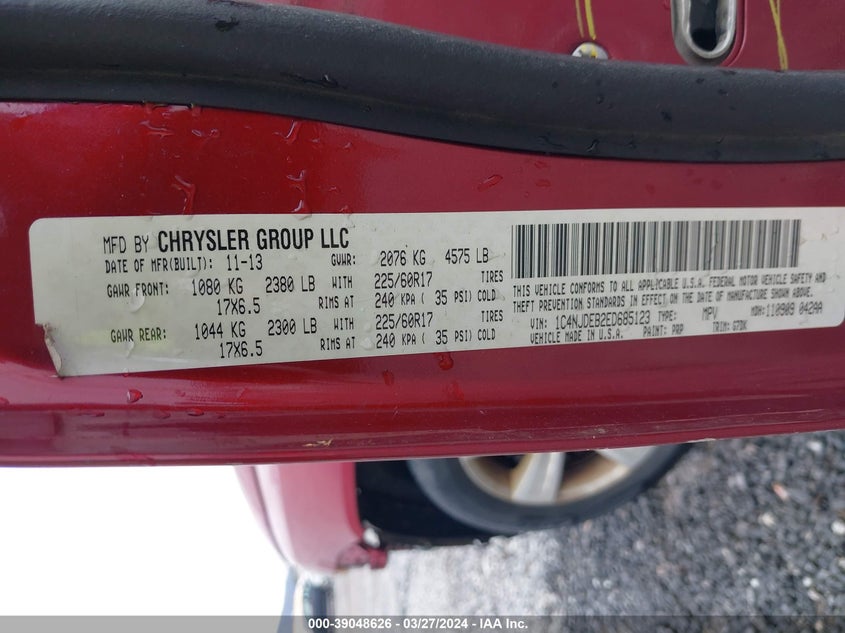 MFD BY CHRYSLER GROUP LLC
DATE OF MFR(BUILT): 11-13 GVWR: 2076 KG 4575 LB
GAWR FRONT: 1080 KG 2380 LB WITH 225/60R17 TIRES
17X6.5 RIMS AT 240 KPA ( 35 PSI) COLD
GAWR REAR: 1044 KG 2300 LB WITH 225/60R17 TIRES
17X6.5 RIMS AT 240 KPA ( 35 PSI) COLD
THIS VEHICLE CONFORMS TO ALL APPLICABLE U.S.A. FEDERAL MOTOR VEHICLE SAFETY AND
THEFT PREVENTION STANDARDS IN EFFECT ON THE DATE OF MANUFACTURE SHOWN ABOVE.
VIN: 1C4NJDEB2ED685123 TYPE: MPV MDH: 110909 042AA
VEHICLE MADE IN U.S.A. PAINT: PRP TRIM: G7DK
000-39048626 - 03/27/2024 - IAA Inc.